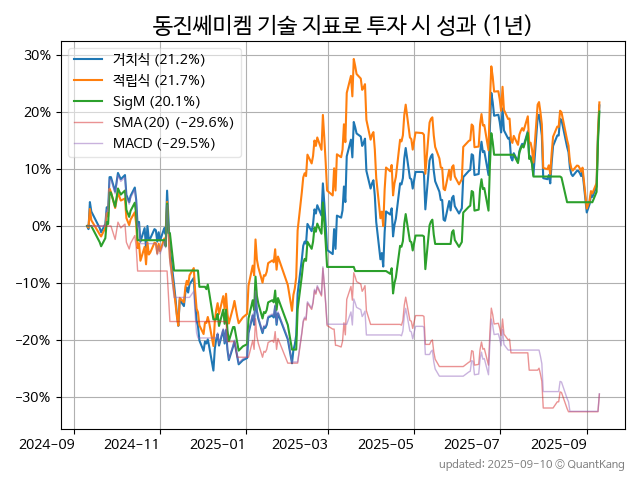 동진쎄미켐 기술 지표로 투자 시 성과 (1년)
거치식 (21.2%)
적립식 (21.7%)
SigM (20.1%)
SMA(20) (−29.6%)
MACD (−29.5%)
30%
20%
10%
0%
−10%
−20%
−30%
2024-09
2024-11
2025-01
2025-03
2025-05
2025-07
2025-09
updated: 2025-09-10 © QuantKang